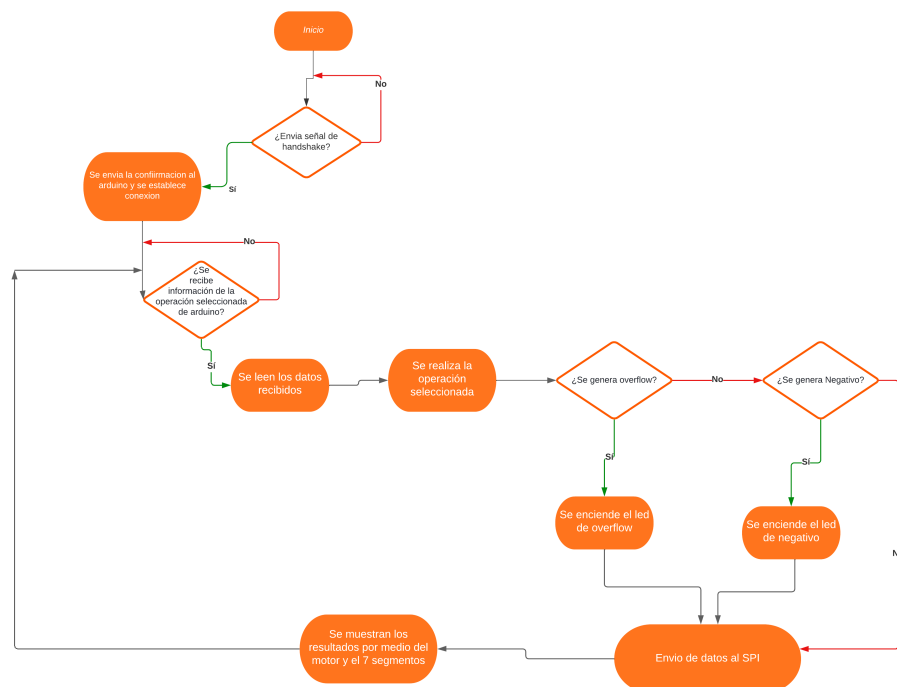 Inicio
No
¿Envia señal de
handshake?
Sí
Se envia la confiirmacion al
arduino y se establece
conexion
No
¿Se
recibe
información de la
operación seleccionada
de arduino?
Sí
Se leen los datos
recibidos
Se realiza la
operación
seleccionada
¿Se genera overflow?
No
¿Se genera Negativo?
Sí
Sí
Se enciende el led
de overflow
Se enciende el led
de negativo
Se muestran los
resultados por medio del
motor y el 7 segmentos
Envio de datos al SPI